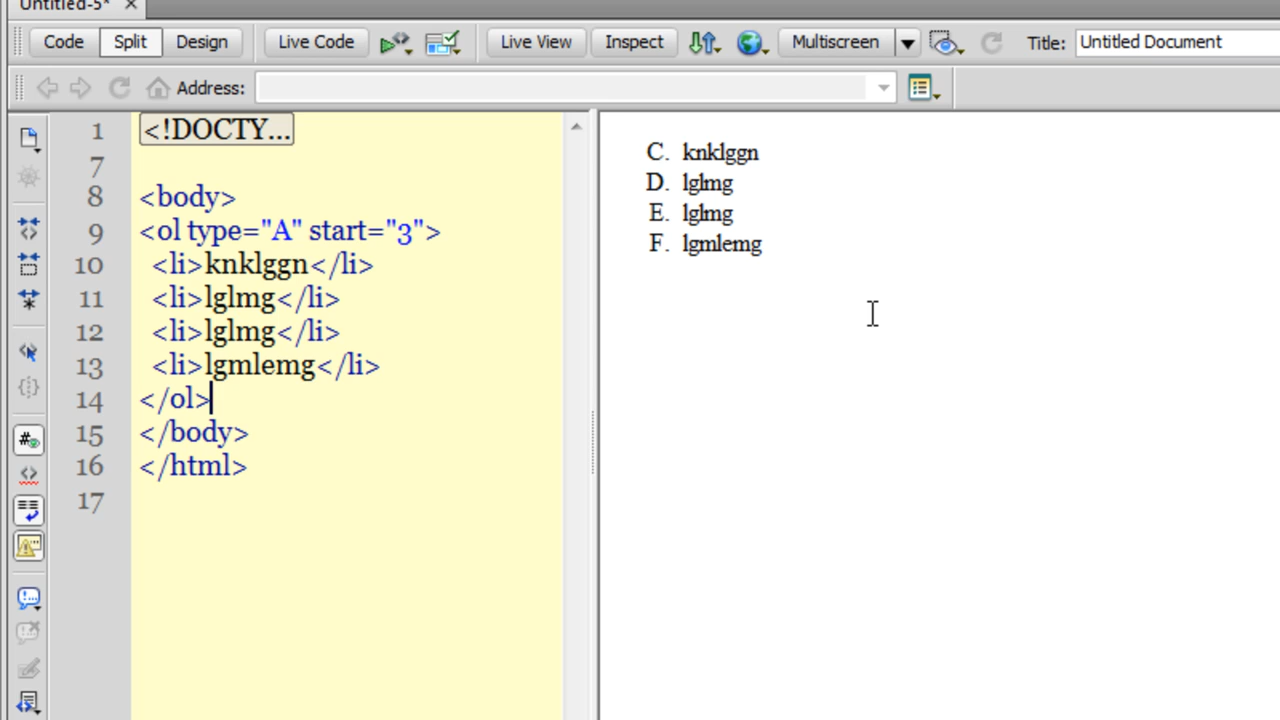 Untitled-5* ×
Code Split Design Live Code Live View Inspect Multiscreen Title: Untitled Document
Address:
1 <!DOCTY...
7
8 <body>
9 <ol type="A" start="3">
10 <li>knklggn</li>
11 <li>lglmg</li>
12 <li>lglmg</li>
13 <li>lgmlemg</li>
14 </ol>
15 </body>
16 </html>
17
C. knklggn
D. lglmg
E. lglmg
F. lgmlemg